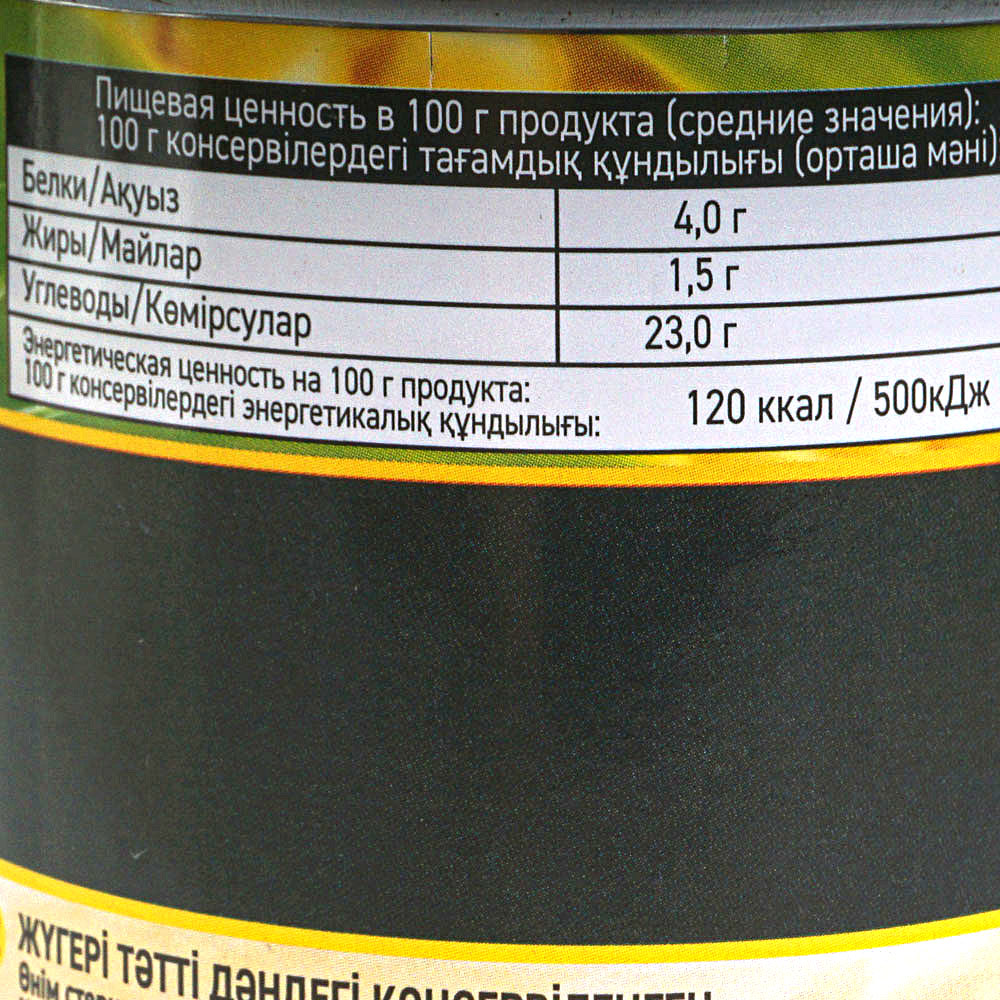 Пищевая ценность в 100 г продукта (средние значения):
100 г консервілердегі тағамдық құндылығы (орташа мәні)
Белки/Ақуыз 4,0 г
Жиры/Майлар 1,5 г
Углеводы/Көмірсулар 23,0 г
Энергетическая ценность на 100 г продукта:
100 г консервілердегі энергетикалық құндылығы:
120 ккал / 500кДж
ЖҮГЕРІ ТӘТТІ ДӘНДЕГІ КОНСЕРВІЛЕНГЕН
Өнім